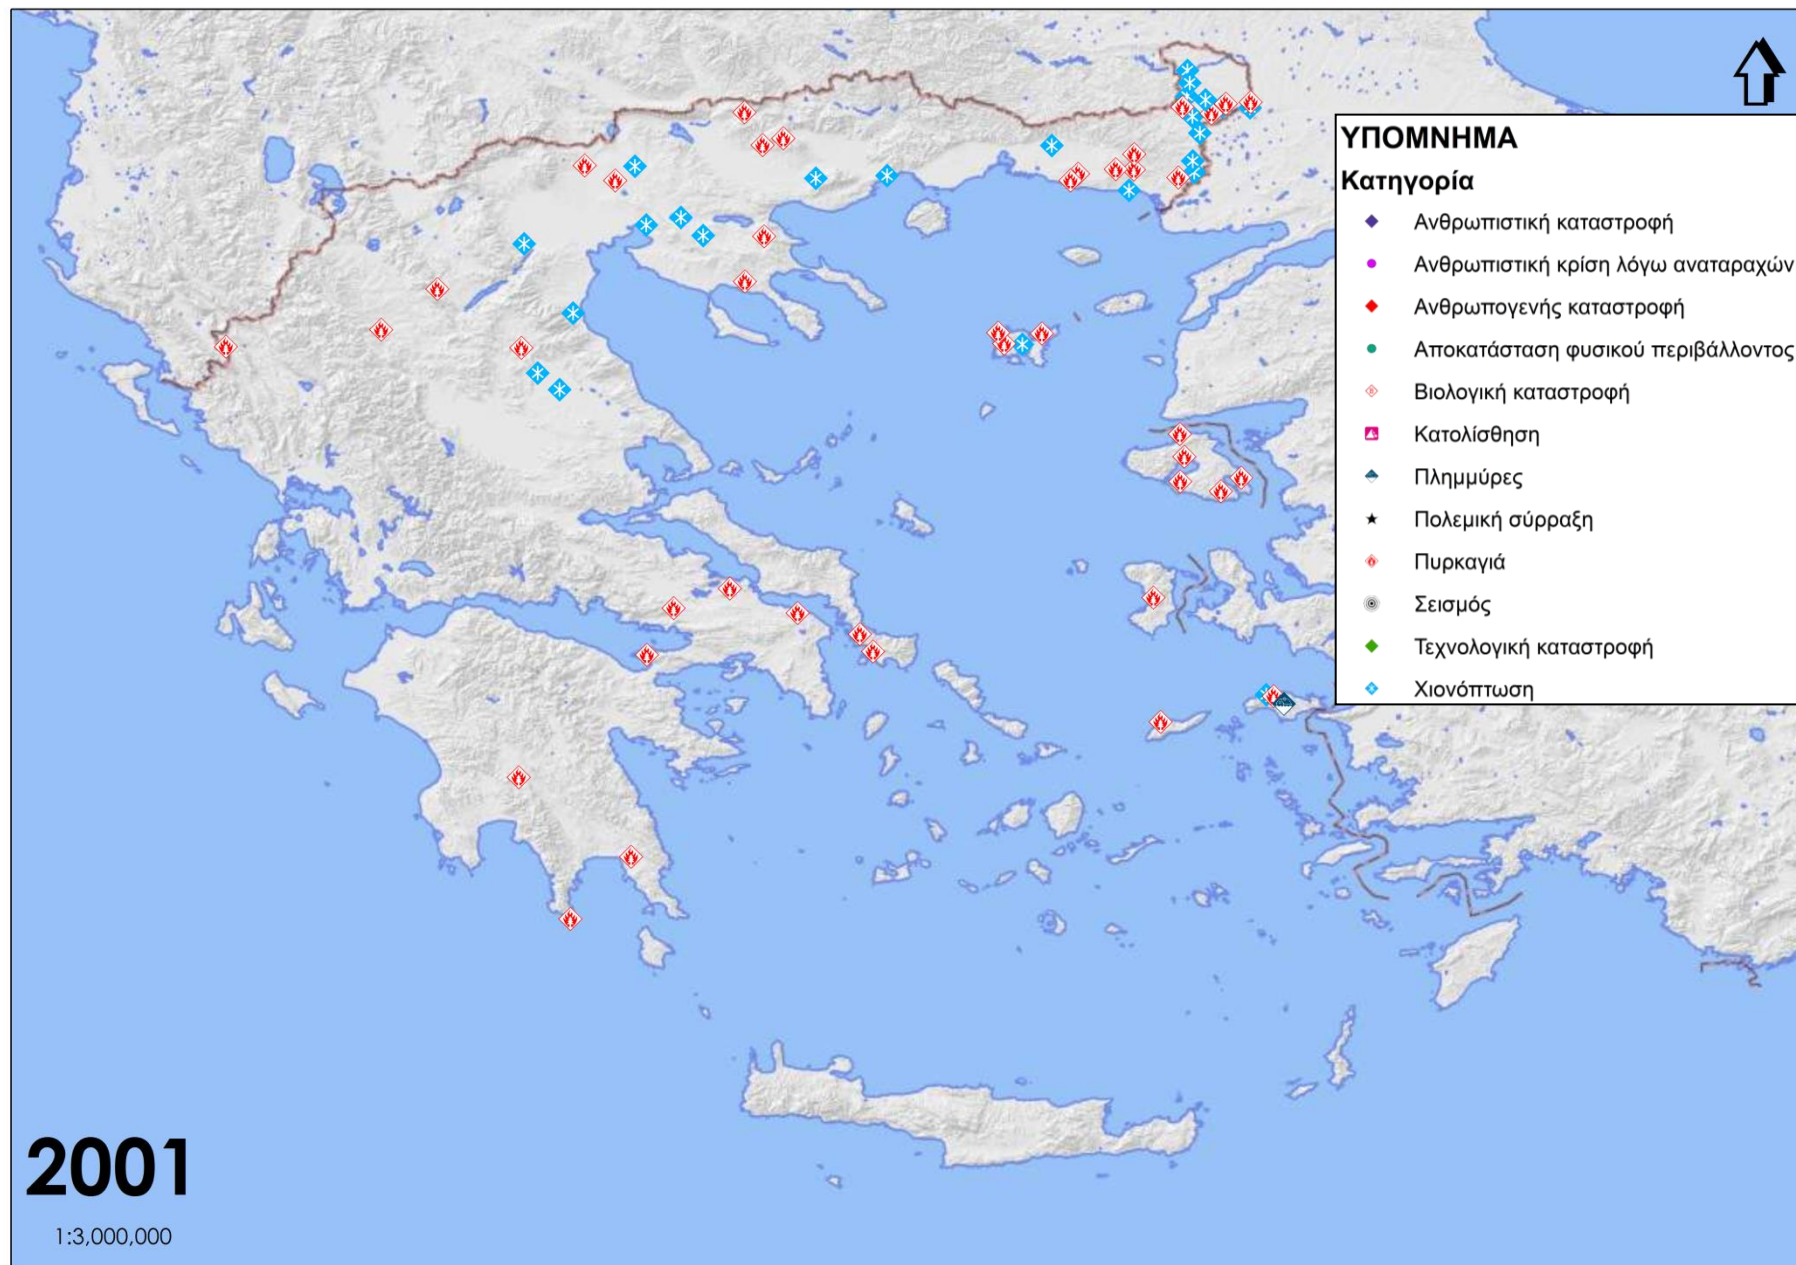 ΥΠΟΜΝΗΜΑ
Κατηγορία
Ανθρωπιστική καταστροφή
Ανθρωπιστική κρίση λόγω αναταραχών
Ανθρωπογενής καταστροφή
Αποκατάσταση φυσικού περιβάλλοντος
Βιολογική καταστροφή
Κατολίσθηση
Πλημμύρες
Πολεμική σύρραξη
Πυρκαγιά
Σεισμός
Τεχνολογική καταστροφή
Χιονόπτωση
2001
1:3,000,000